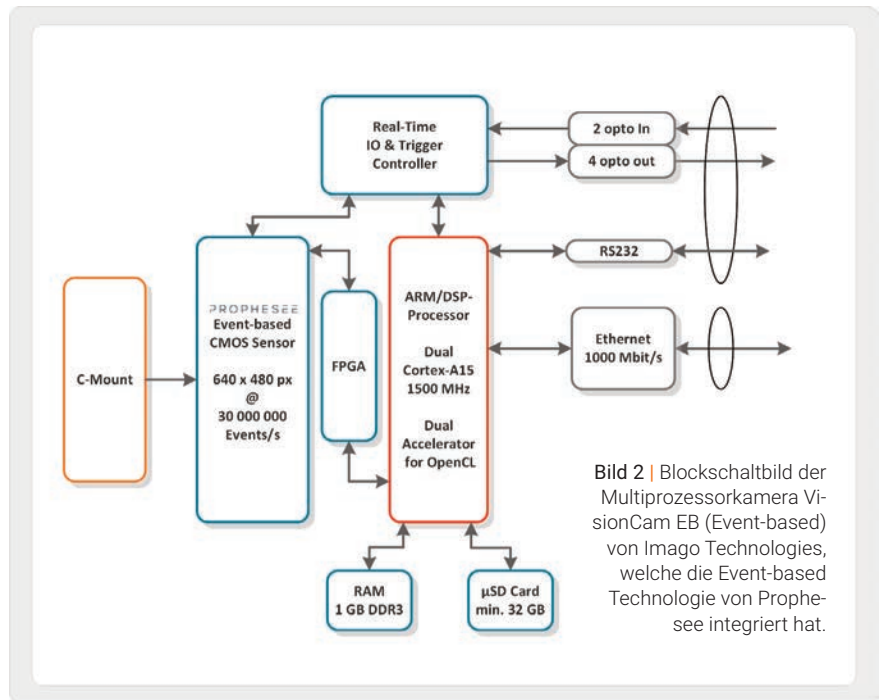 Real-Time
IO & Trigger
Controller
2 opto In
4 opto out
RS232
Ethernet
1000 Mbit/s
C-Mount
PROPHESEE
Event-based
CMOS Sensor
640 x 480 px
@
30 000 000
Events/s
FPGA
ARM/DSP-
Processor
Dual
Cortex-A15
1500 MHz
Dual
Accelerator
for OpenCL
RAM
1 GB DDR3
µSD Card
min. 32 GB
Bild 2 | Blockschaltbild der
Multiprozessorkamera Vi-
sionCam EB (Event-based)
von Imago Technologies,
welche die Event-based
Technologie von Prophe-
see integriert hat.